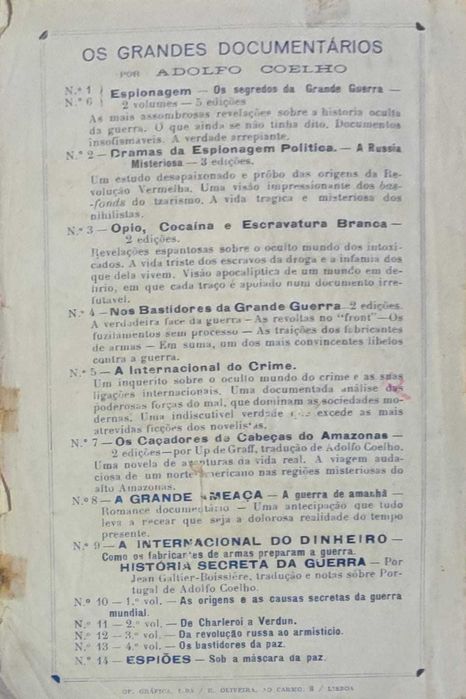 OS GRANDES DOCUMENTÁRIOS
POR ADOLFO COELHO
N.º 1 Espionagem — Os segredos da Grande Guerra —
N.º 6 2 volumes — 5 edições
As mais assombrosas revelações sobre a historia oculta
da guerra. O que ainda se não tinha dito. Documentos
insofismaveis. A verdade arrepiante.
N.º 2 — Dramas da Espionagem Politica. — A Russia
Misteriosa — 3 edições.
Um estudo desapaixonado e próbo das origens da Re-
volução Vermelha. Uma visão impressionante dos bas-
-fonds do tzarismo. A vida tragica e misteriosa dos
nihilistas.
N.º 3 — Opio, Cocaína e Escravatura Branca —
2 edições.
Revelações espantosas sobre o oculto mundo dos intoxi-
cados. A vida triste dos escravos da droga e a infamia dos
que dela vivem. Visão apocaliptica de um mundo em de-
lirio, em que cada traço é apoiado num documento irre-
futavel.
N.º 4 — Nos Bastidores da Grande Guerra — 2 edições.
A verdadeira face da guerra — As revoltas no "front" — Os
fuzilamentos sem processo — As traições dos fabricantes
de armas — Em suma, um dos mais convincentes libelos
contra a guerra.
N.º 5 — A Internacional do Crime.
Um inquerito sobre o oculto mundo do crime e as suas
ligações internacionais. Uma documentada análise das
poderosas forças do mal, que dominam as sociedades mo-
dernas. Uma indiscutivel verdade excede as mais
atrevidas ficções dos novelistas.
N.º 7 — Os Caçadores de Cabeças do Amazonas —
2 edições — por Up de Graff, tradução de Adolfo Coelho.
Uma novela de aventuras da vida real. A viagem auda-
ciosa de um norte-americano nas regiões misteriosas do
alto Amazonas.
N.º 8 — A GRANDE AMEAÇA — A guerra de amanhã —
Romance documentário — Uma antecipação que tudo
leva a recear que seja a dolorosa realidade do tempo
presente.
N.º 9 — A INTERNACIONAL DO DINHEIRO —
Como os fabricantes de armas preparam a guerra.
HISTÓRIA SECRETA DA GUERRA — Por
Jean Galtier-Boissière, tradução e notas sôbre Por-
tugal de Adolfo Coelho.
N.º 10 — 1.º vol. — As origens e as causas secretas da guerra
mundial.
N.º 11 — 2.º vol. — De Charleroi a Verdun.
N.º 12 — 3.º vol. — Da revolução russa ao armisticio.
N.º 13 — 4.º vol. — Os bastidores da paz.
N.º 14 — ESPIÕES — Sob a máscara da paz.
OF. GRÁFICA, LDA / R. OLIVEIRA, AO CARMO, 8 / LISBOA